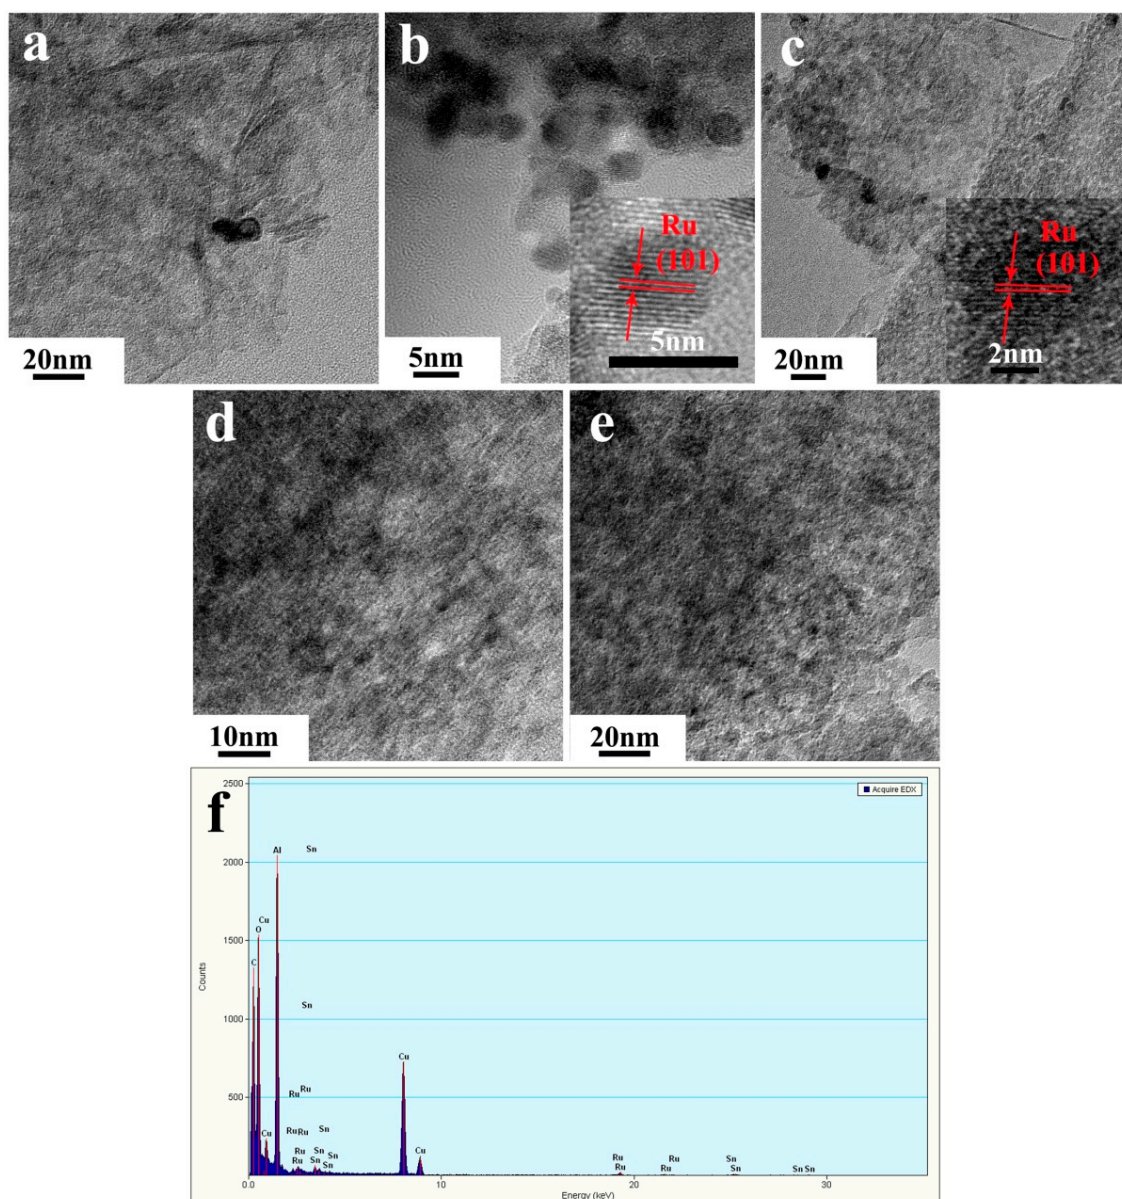 a
20nm
b
5nm
Ru
(101)
5nm
c
20nm
Ru
(101)
2nm
d
10nm
e
20nm
f
Acquire EDX
2500
2000
1500
1000
500
Counts
Al
Sn
Cu
O
C
Sn
Cu
Ru
Ru
Ru
Ru
Sn
Cu
Ru
Sn
Sn
Ru
Sn
Sn
Cu
Ru
Ru
Sn
Ru
Ru
Sn
Sn
Sn
0.0
10
20
30
Energy (keV)